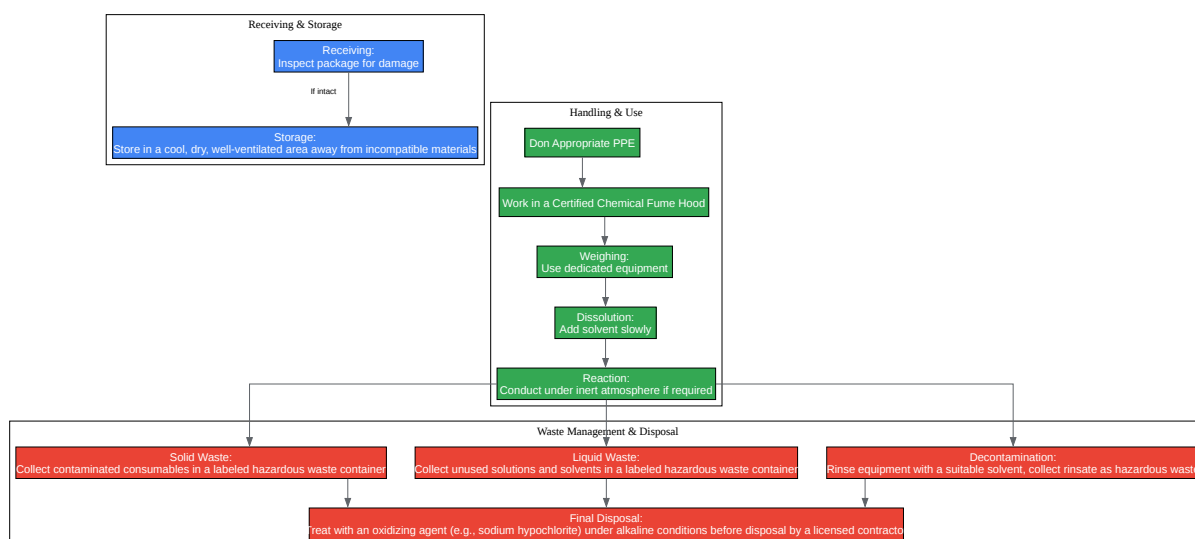 Receiving & Storage
Receiving:
Inspect package for damage
If intact
Storage:
Store in a cool, dry, well-ventilated area away from incompatible materials
Handling & Use
Don Appropriate PPE
Work in a Certified Chemical Fume Hood
Weighing:
Use dedicated equipment
Dissolution:
Add solvent slowly
Reaction:
Conduct under inert atmosphere if required
Waste Management & Disposal
Solid Waste:
Collect contaminated consumables in a labeled hazardous waste container
Liquid Waste:
Collect unused solutions and solvents in a labeled hazardous waste container
Decontamination:
Rinse equipment with a suitable solvent, collect rinsate as hazardous waste
Final Disposal:
Treat with an oxidizing agent (e.g., sodium hypochlorite) under alkaline conditions before disposal by a licensed contractor